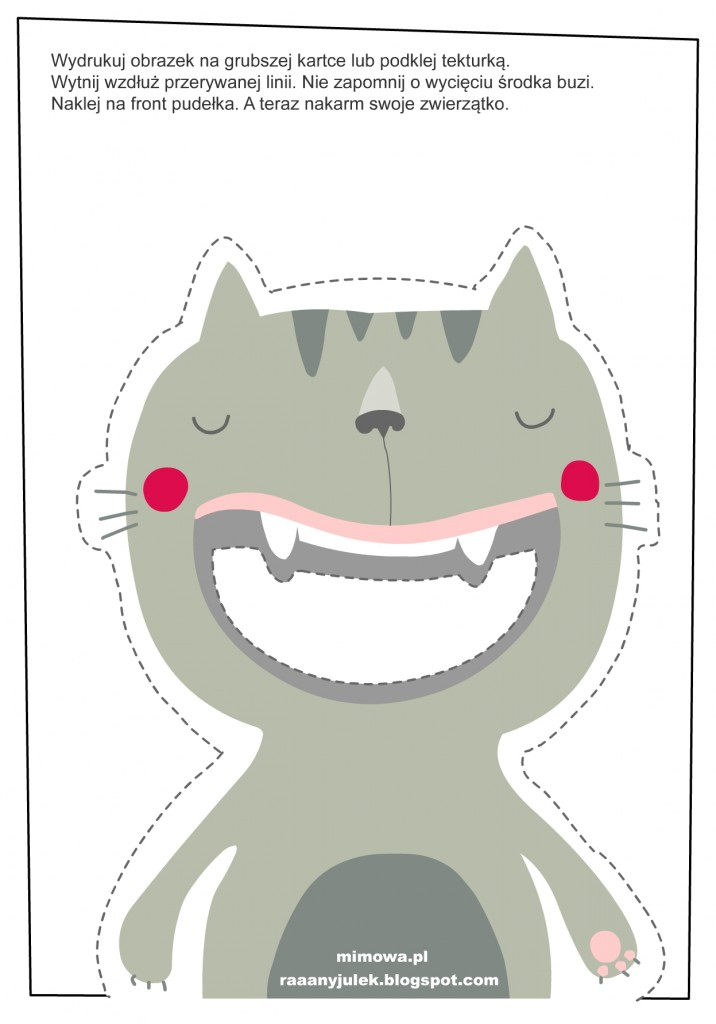 Wydrukuj obrazek na grubszej kartce lub podklej tekturką.
Wytnij wzdłuż przerywanej linii. Nie zapomnij o wycięciu środka buzi.
Naklej na front pudełka. A teraz nakarm swoje zwierzątko.
mimowa.pl
raaanyjulek.blogspot.com